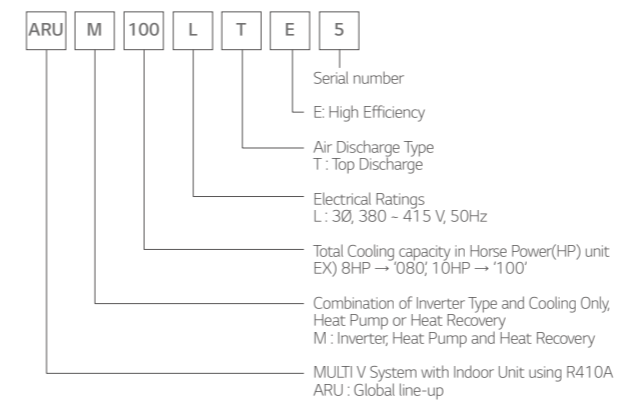 ARU M 100 L T E 5
Serial number
E: High Efficiency
Air Discharge Type
T : Top Discharge
Electrical Ratings
L : 3Ø, 380 ~ 415 V, 50Hz
Total Cooling capacity in Horse Power(HP) unit
EX) 8HP → ‘080’, 10HP → ‘100’
Combination of Inverter Type and Cooling Only,
Heat Pump or Heat Recovery
M : Inverter, Heat Pump and Heat Recovery
MULTI V System with Indoor Unit using R410A
ARU : Global line-up